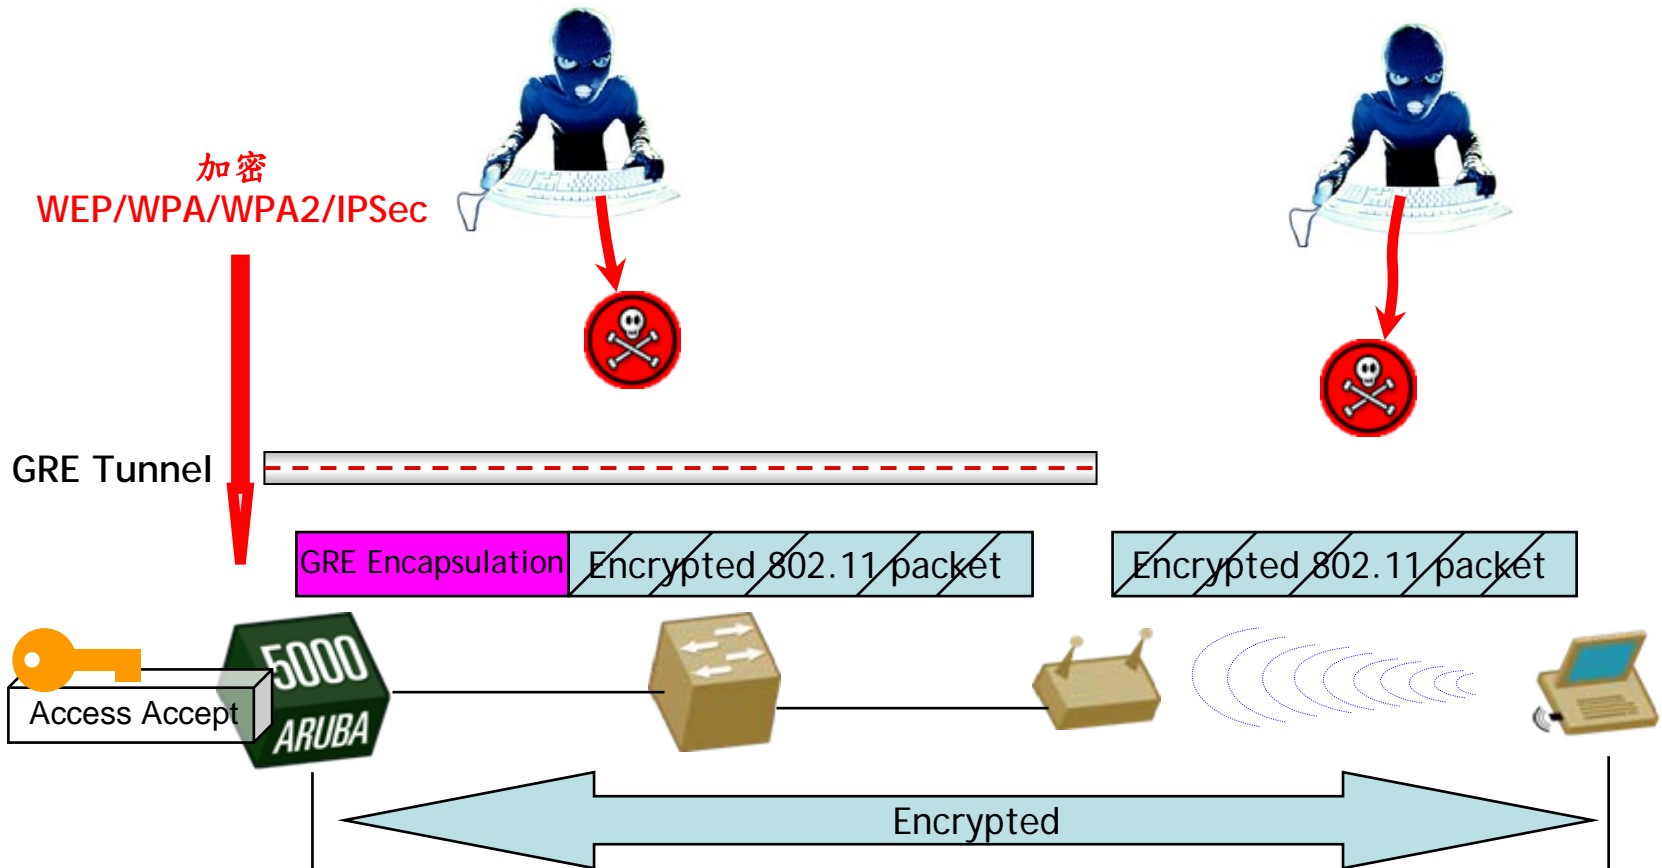 加密
WEP/WPA/WPA2/IPSec
GRE Tunnel
GRE Encapsulation
Encrypted 802.11 packet
Encrypted 802.11 packet
5000
ARUBA
Access Accept
Encrypted